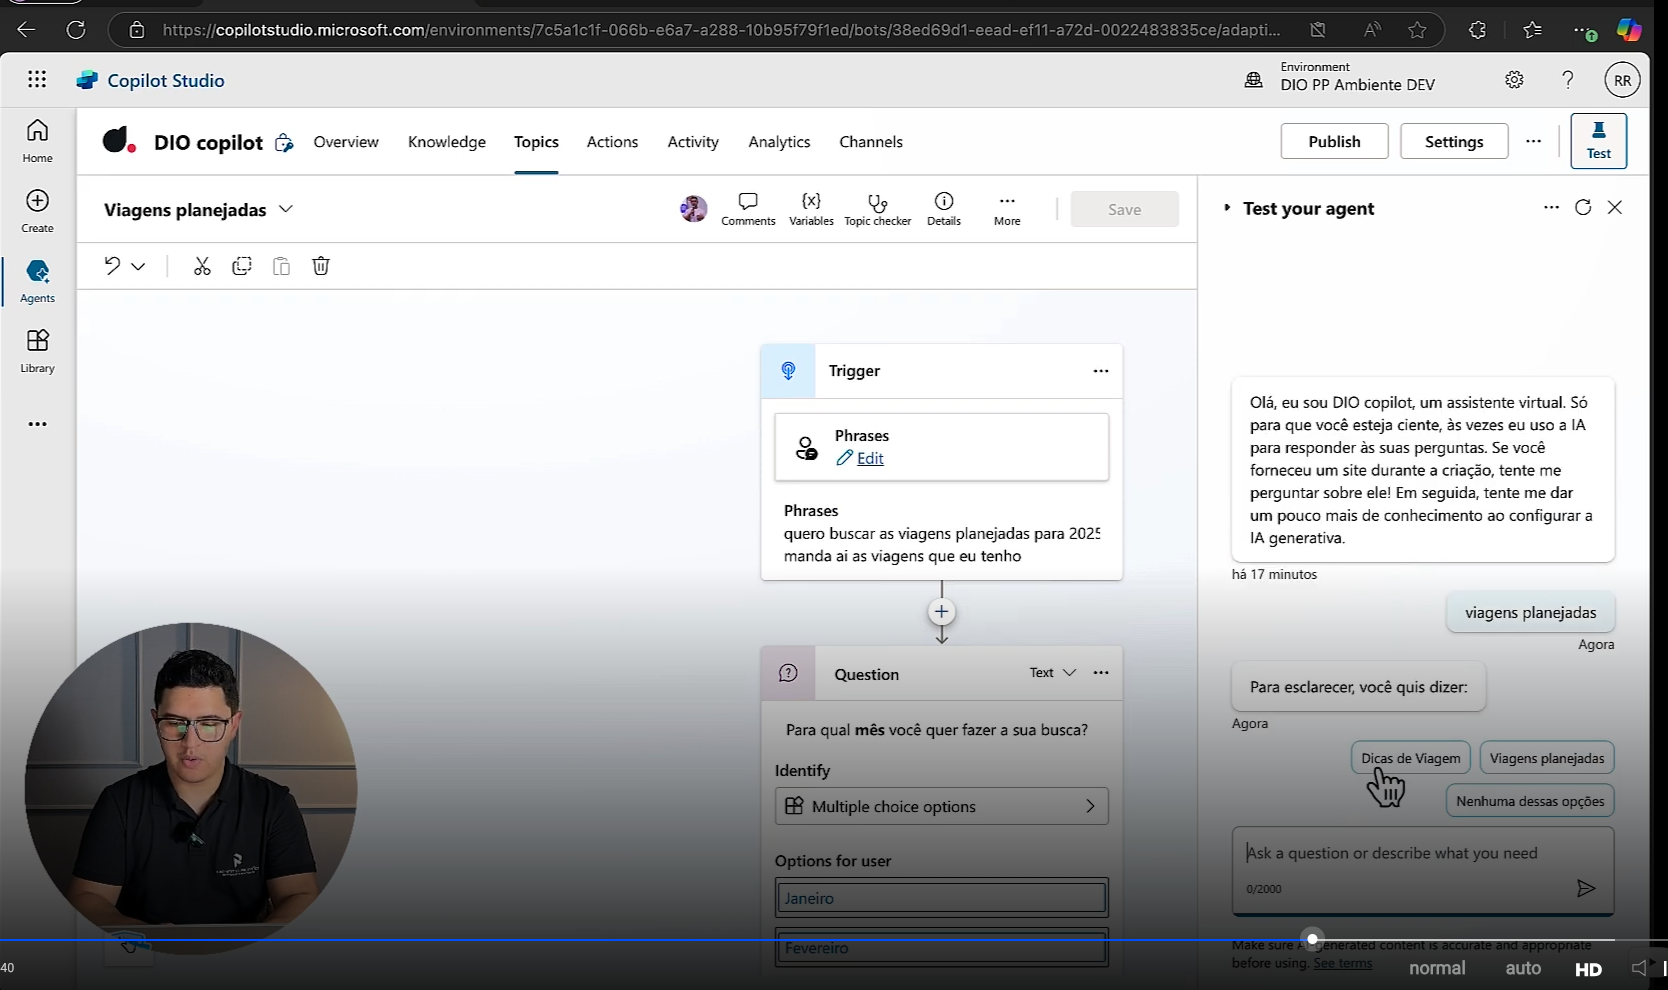 https://copilotstudio.microsoft.com/environments/7c5a1c1f-066b-e6a7-a288-10b95f79f1ed/bots/38ed69d1-eead-ef11-a72d-0022483835ce/adapti...
Copilot Studio
Environment
DIO PP Ambiente DEV
RR
Home
Create
Agents
Library
DIO copilot
Overview
Knowledge
Topics
Actions
Activity
Analytics
Channels
Publish
Settings
Test
Viagens planejadas
Comments
{x}
Variables
Topic checker
Details
More
Save
Trigger
Phrases
Edit
Phrases
quero buscar as viagens planejadas para 2025
manda ai as viagens que eu tenho
Question
Text
Para qual mês você quer fazer a sua busca?
Identify
Multiple choice options
Options for user
Janeiro
Fevereiro
Test your agent
Olá, eu sou DIO copilot, um assistente virtual. Só
para que você esteja ciente, às vezes eu uso a IA
para responder às suas perguntas. Se você
forneceu um site durante a criação, tente me
perguntar sobre ele! Em seguida, tente me dar
um pouco mais de conhecimento ao configurar a
IA generativa.
há 17 minutos
viagens planejadas
Agora
Para esclarecer, você quis dizer:
Agora
Dicas de Viagem
Viagens planejadas
Nenhuma dessas opções
Ask a question or describe what you need
0/2000
Make sure AI generated content is accurate and appropriate
before using. See terms
40
normal
auto
HD